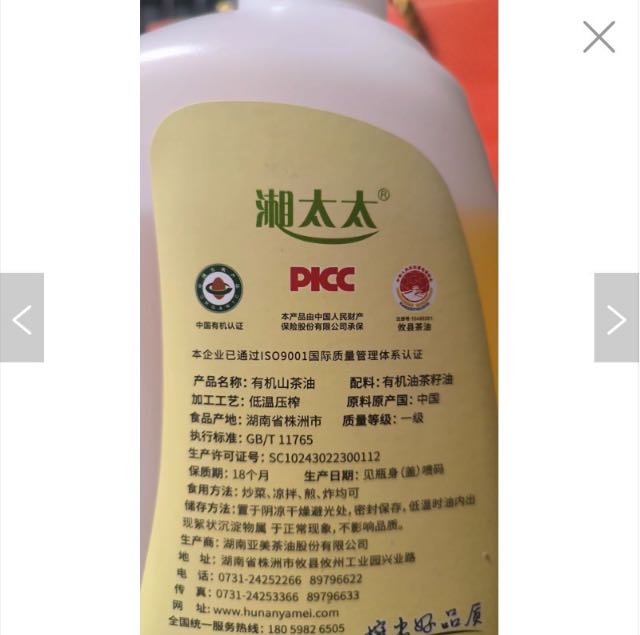 湘太太®
PICC
中国有机认证
本产品由中国人民财产
保险股份有限公司承保
攸县茶油
本企业已通过ISO9001国际质量管理体系认证
产品名称：有机山茶油 配料：有机油茶籽油
加工工艺：低温压榨 原料原产国：中国
食品产地：湖南省株洲市 质量等级：一级
执行标准：GB/T 11765
生产许可证号：SC10243022300112
保质期：18个月 生产日期：见瓶身（盖）喷码
食用方法：炒菜、凉拌、煎、炸均可
储存方法：置于阴凉干燥避光处，密封保存，低温时油内出
现絮状沉淀物属 于正常现象，不影响品质。
生产商：湖南亚美茶油股份有限公司
地 址：湖南省株洲市攸县攸州工业园兴业路
电 话：0731-24252266 89796622
传 真：0731-24253366 89796633
网 址：www.hunanyamei.com
全国统一服务热线：180 5982 6505
好品质